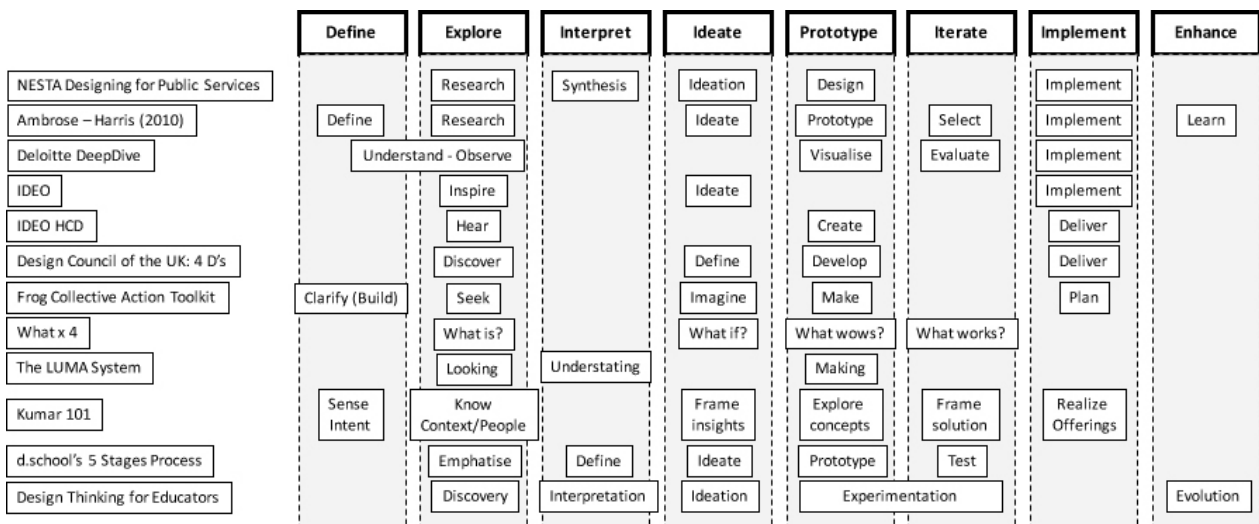 Define Explore Interpret Ideate Prototype Iterate Implement Enhance
NESTA Designing for Public Services Research Synthesis Ideation Design Implement
Ambrose – Harris (2010) Define Research Ideate Prototype Select Implement Learn
Deloitte DeepDive Understand - Observe Visualise Evaluate Implement
IDEO Inspire Ideate Implement
IDEO HCD Hear Create Deliver
Design Council of the UK: 4 D's Discover Define Develop Deliver
Frog Collective Action Toolkit Clarify (Build) Seek Imagine Make Plan
What x 4 What is? What if? What wows? What works?
The LUMA System Looking Understating Making
Kumar 101 Sense Intent Know Context/People Frame insights Explore concepts Frame solution Realize Offerings
d.school's 5 Stages Process Emphatise Define Ideate Prototype Test
Design Thinking for Educators Discovery Interpretation Ideation Experimentation Evolution